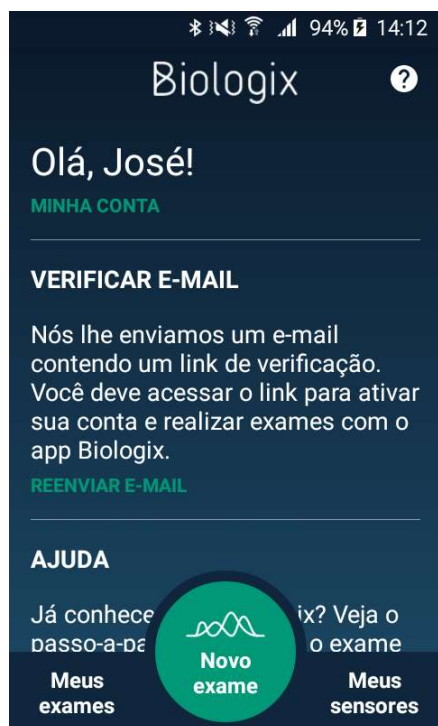 94% 14:12
Biologix ?
Olá, José!
MINHA CONTA
VERIFICAR E-MAIL
Nós lhe enviamos um e-mail
contendo um link de verificação.
Você deve acessar o link para ativar
sua conta e realizar exames com o
app Biologix.
REENVIAR E-MAIL
AJUDA
Já conhece ix? Veja o
passo-a-pa o exame
Meus
exames
Novo
exame
Meus
sensores